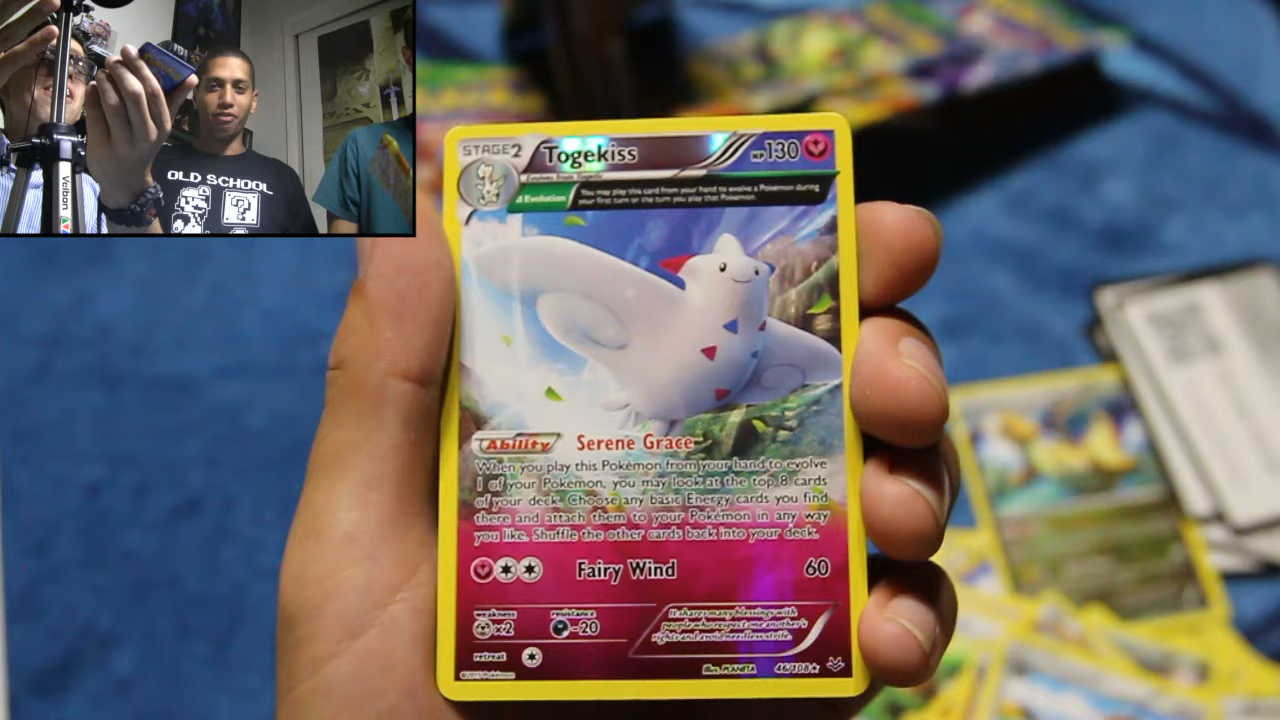 Velbon
OLD SCHOOL
STAGE2
Togekiss
HP130
Evolves from Togetic
Δ Evolution
You may play this card from your hand to evolve a Pokémon during
your first turn or the turn you play that Pokémon.
Ability
Serene Grace
When you play this Pokémon from your hand to evolve
1 of your Pokémon, you may look at the top 8 cards
of your deck. Choose any basic Energy cards you find
there and attach them to your Pokémon in any way
you like. Shuffle the other cards back into your deck.
Fairy Wind 60
weakness
×2
resistance
-20
It shares many blessings with
people who respect one another's
rights and avoid needless strife.
retreat
©2015 Pokémon
Illus. PLANETA
46/108★